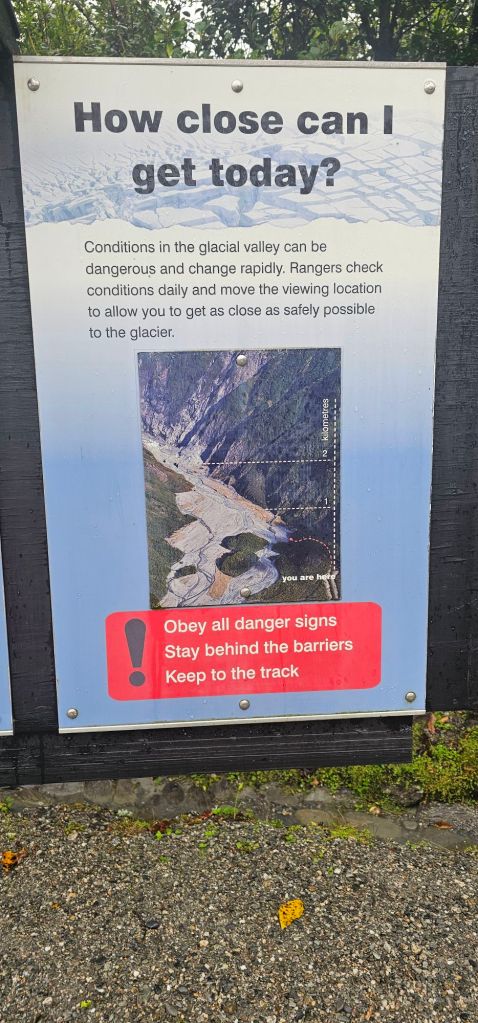 How close can I
get today?
Conditions in the glacial valley can be
dangerous and change rapidly. Rangers check
conditions daily and move the viewing location
to allow you to get as close as safely possible
to the glacier.
kilometres
2
1
you are here
!
Obey all danger signs
Stay behind the barriers
Keep to the track